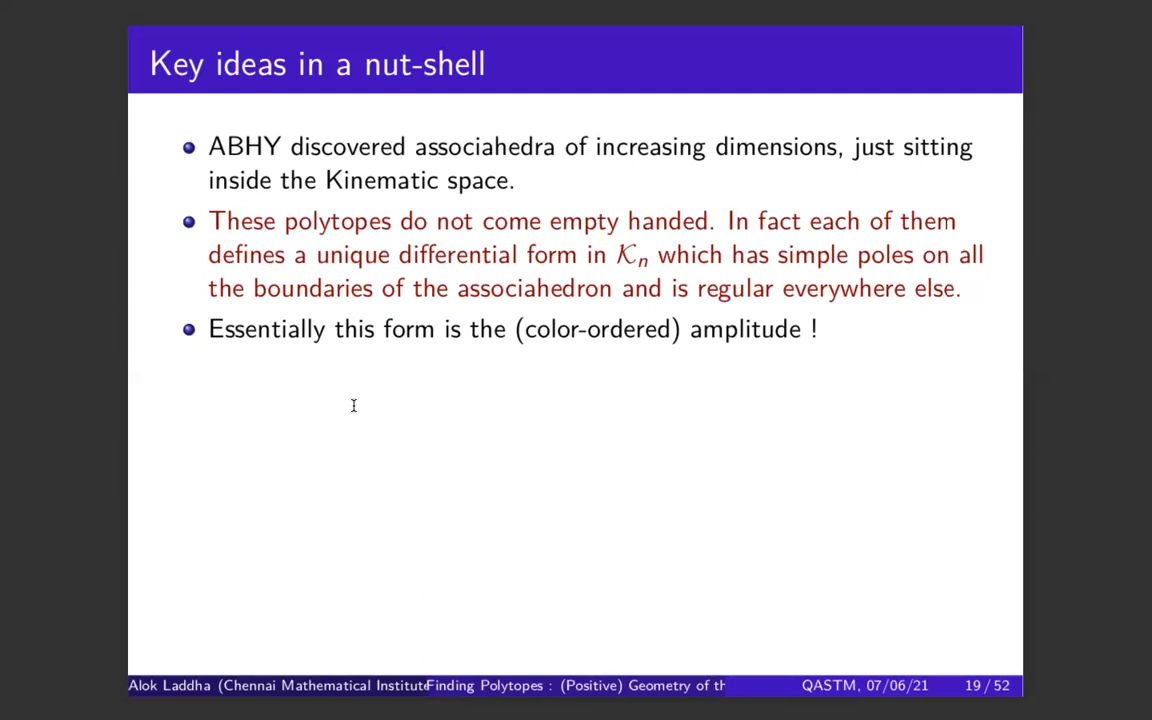 Key ideas in a nut-shell
ABHY discovered associahedra of increasing dimensions, just sitting
inside the Kinematic space.
These polytopes do not come empty handed. In fact each of them
defines a unique differential form in 𝒦ₙ which has simple poles on all
the boundaries of the associahedron and is regular everywhere else.
Essentially this form is the (color-ordered) amplitude !
Alok Laddha (Chennai Mathematical Institute Finding Polytopes : (Positive) Geometry of th QASTM, 07/06/21 19 / 52